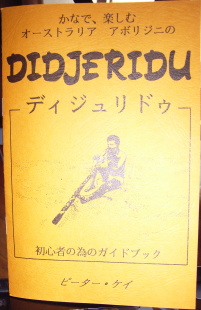 かなで、楽しむ
オーストラリア アボリジニの
DIDJERIDU
ディジュリドゥ
初心者の為のガイドブック
ピーター・ケイ